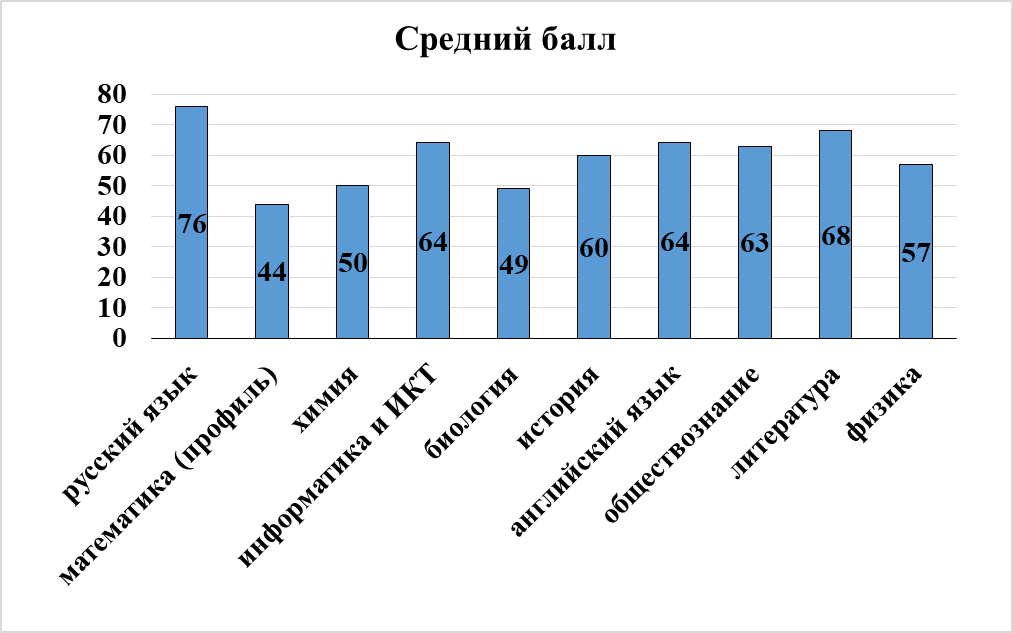 Средний балл
80
70
60
50
40
30
20
10
0
76
44
50
64
49
60
64
63
68
57
русский язык
математика (профиль)
химия
информатика и ИКТ
биология
история
английский язык
обществознание
литература
физика